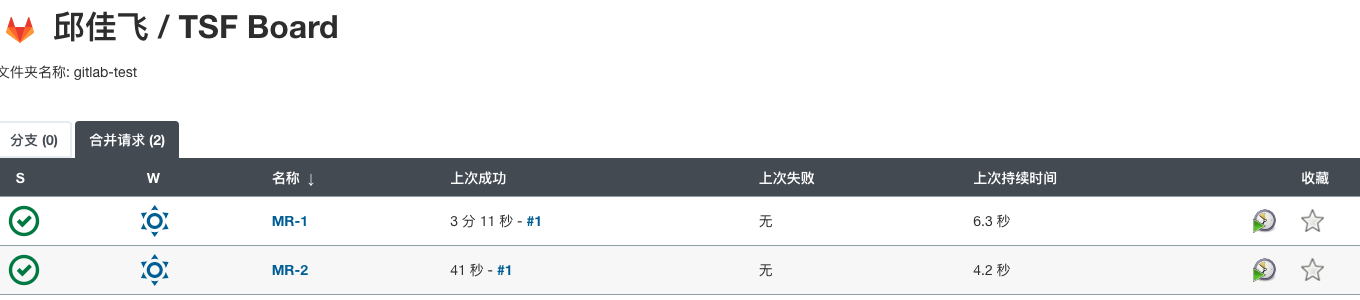 邱佳飞 / TSF Board
文件夹名称: gitlab-test
分支 (0) 合并请求 (2)
S W 名称 ↓ 上次成功 上次失败 上次持续时间 收藏
MR-1 3 分 11 秒 - #1 无 6.3 秒
MR-2 41 秒 - #1 无 4.2 秒